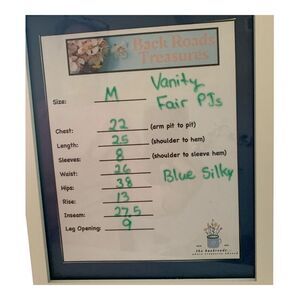 Back Roads
Treasures
Vanity
Fair PJs
Size: M
Chest: 22 (arm pit to pit)
Length: 25 (shoulder to hem)
Sleeves: 8 (shoulder to sleeve hem)
Waist: 26
Blue Silky
Hips: 38
Rise: 13
Inseam: 27.5
Leg Opening: 9